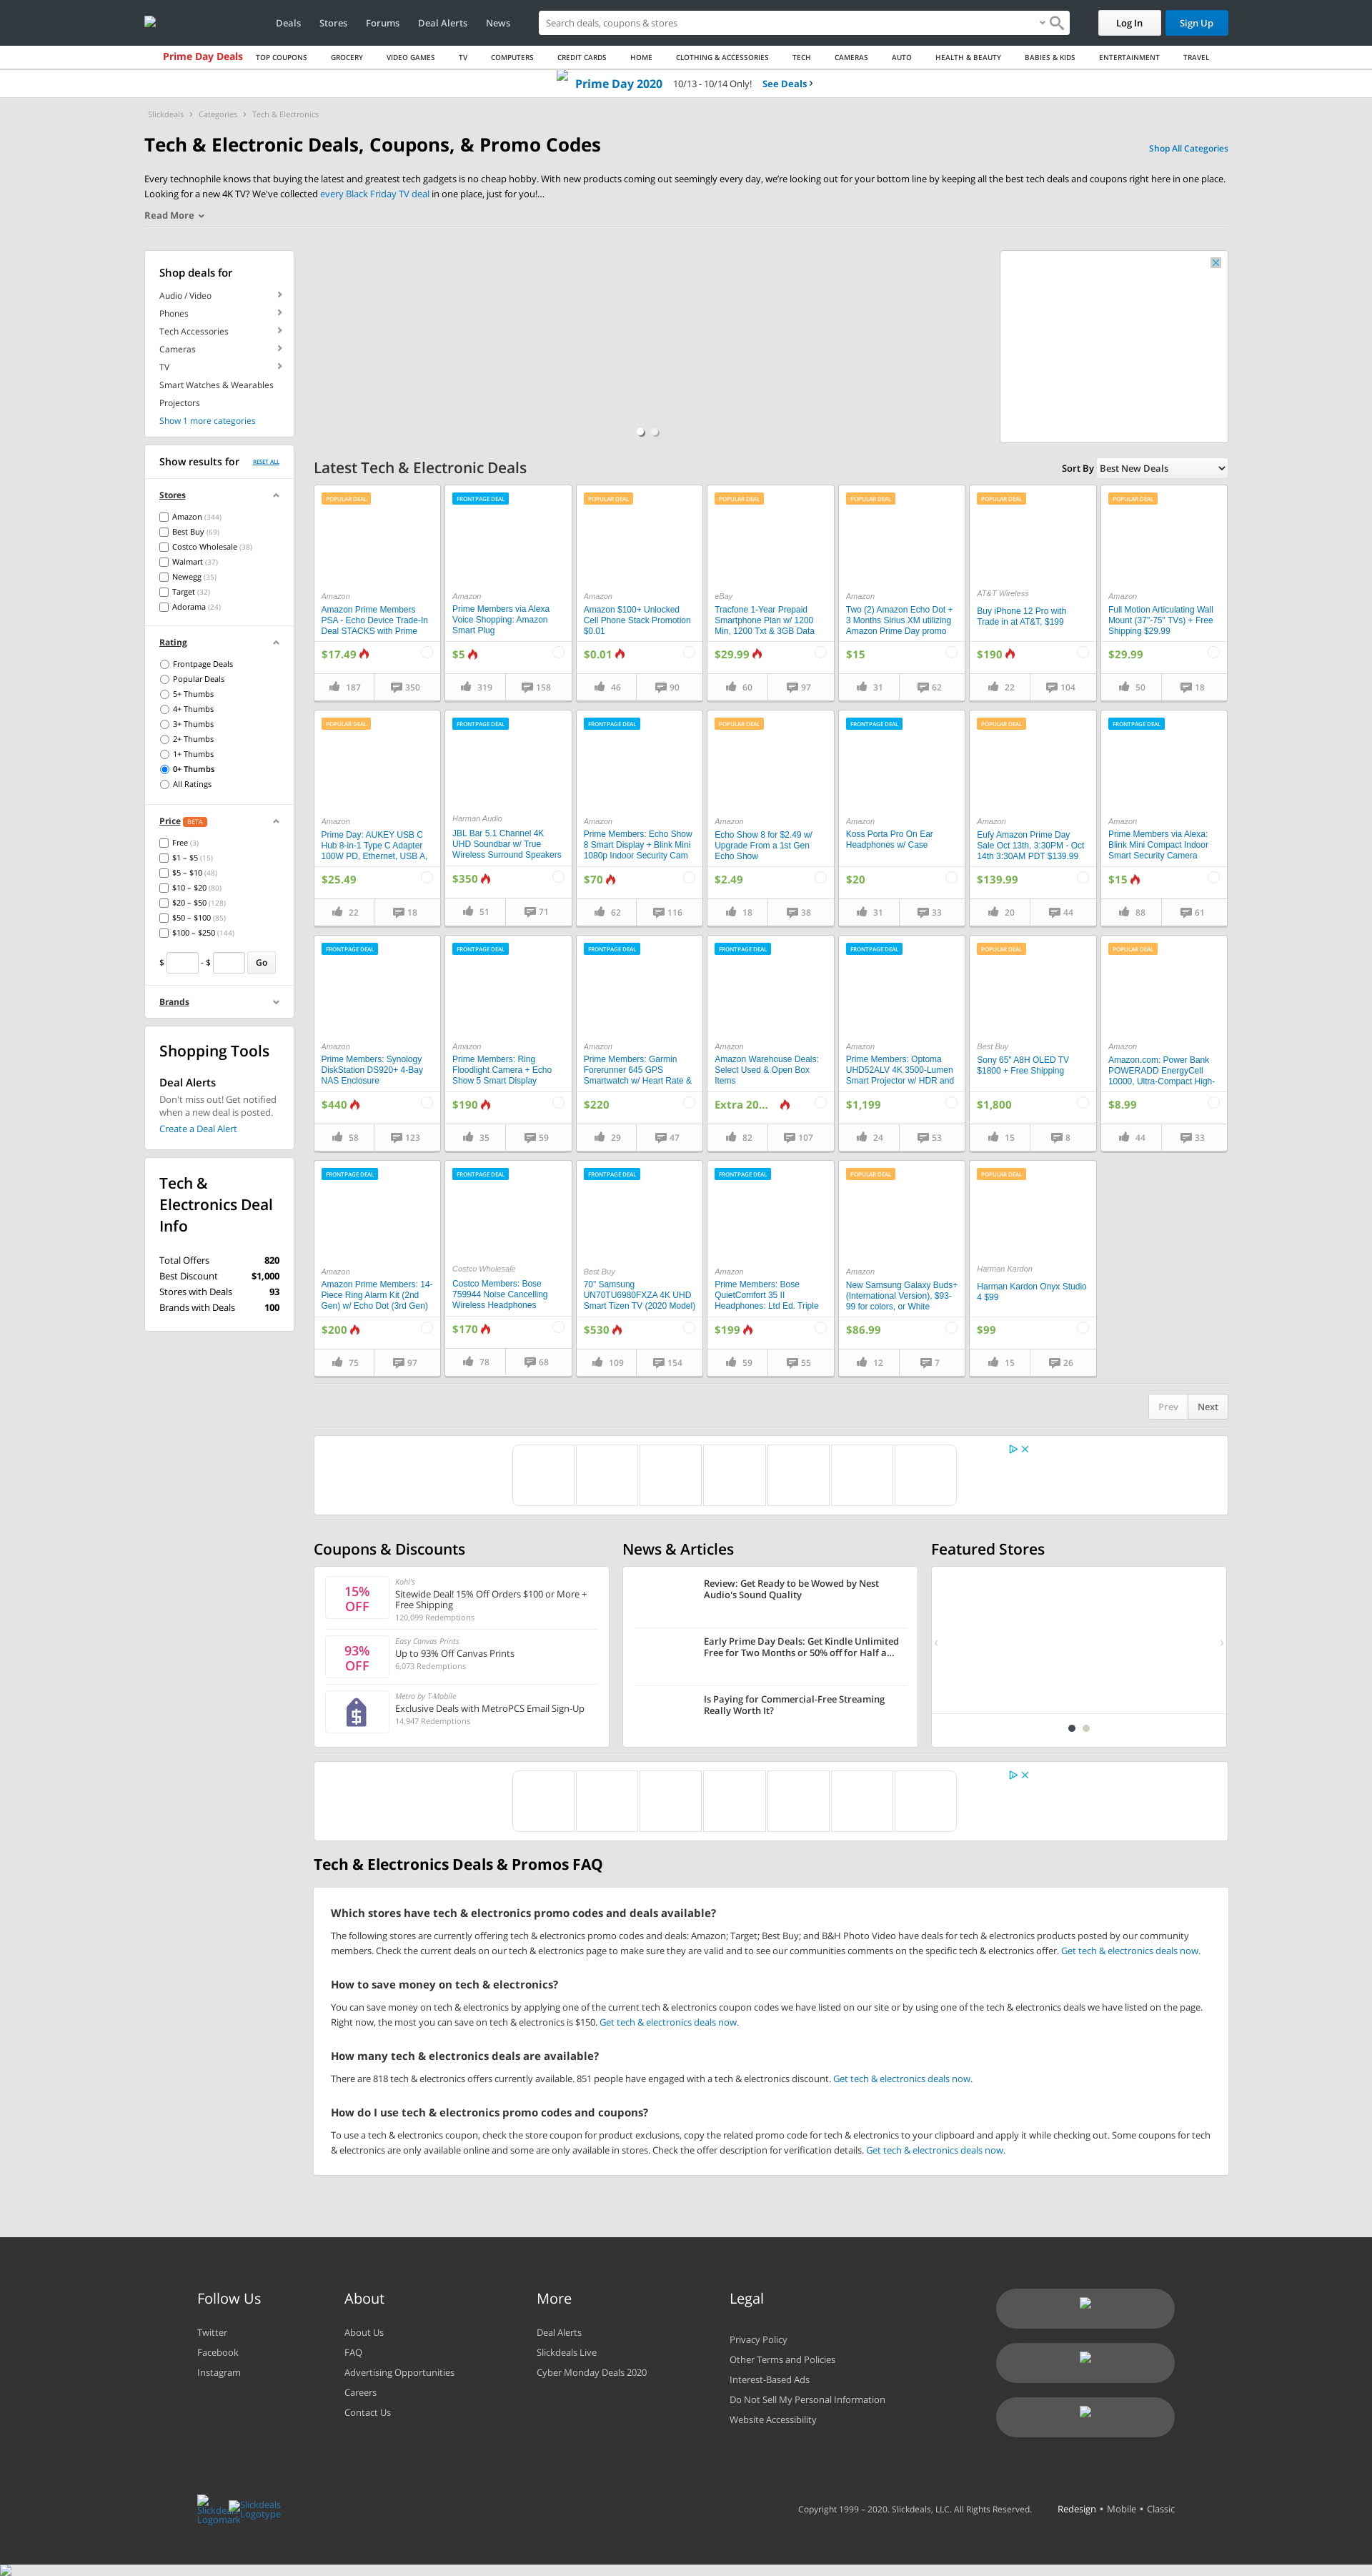 Deals
Stores
Forums
Deal Alerts
News
Search deals, coupons & stores
Log In
Sign Up
Prime Day Deals
TOP COUPONS
GROCERY
VIDEO GAMES
TV
COMPUTERS
CREDIT CARDS
HOME
CLOTHING & ACCESSORIES
TECH
CAMERAS
AUTO
HEALTH & BEAUTY
BABIES & KIDS
ENTERTAINMENT
TRAVEL
Prime Day 2020 10/13 - 10/14 Only! See Deals
Slickdeals > Categories > Tech & Electronics
Tech & Electronic Deals, Coupons, & Promo Codes
Shop All Categories
Every technophile knows that buying the latest and greatest tech gadgets is no cheap hobby. With new products coming out seemingly every day, we're looking out for your bottom line by keeping all the best tech deals and coupons right here in one place.
Looking for a new 4K TV? We've collected every Black Friday TV deal in one place, just for you!...
Read More
Shop deals for
Audio / Video
Phones
Tech Accessories
Cameras
TV
Smart Watches & Wearables
Projectors
Show 1 more categories
Show results for
RESET ALL
Stores
Amazon (344)
Best Buy (69)
Costco Wholesale (38)
Walmart (37)
Newegg (35)
Target (32)
Adorama (24)
Rating
Frontpage Deals
Popular Deals
5+ Thumbs
4+ Thumbs
3+ Thumbs
2+ Thumbs
1+ Thumbs
0+ Thumbs
All Ratings
Price BETA
Free (3)
$1 – $5 (15)
$5 – $10 (48)
$10 – $20 (80)
$20 – $50 (128)
$50 – $100 (85)
$100 – $250 (144)
$ - $ Go
Brands
Shopping Tools
Deal Alerts
Don't miss out! Get notified
when a new deal is posted.
Create a Deal Alert
Tech &
Electronics Deal
Info
Total Offers 820
Best Discount $1,000
Stores with Deals 93
Brands with Deals 100
Latest Tech & Electronic Deals
Sort By Best New Deals
POPULAR DEAL
Amazon
Amazon Prime Members
PSA - Echo Device Trade-In
Deal STACKS with Prime
$17.49
187 350
FRONTPAGE DEAL
Amazon
Prime Members via Alexa
Voice Shopping: Amazon
Smart Plug
$5
319 158
POPULAR DEAL
Amazon
Amazon $100+ Unlocked
Cell Phone Stack Promotion
$0.01
$0.01
46 90
POPULAR DEAL
eBay
Tracfone 1-Year Prepaid
Smartphone Plan w/ 1200
Min, 1200 Txt & 3GB Data
$29.99
60 97
POPULAR DEAL
Amazon
Two (2) Amazon Echo Dot +
3 Months Sirius XM utilizing
Amazon Prime Day promo
$15
31 62
POPULAR DEAL
AT&T Wireless
Buy iPhone 12 Pro with
Trade in at AT&T, $199
$190
22 104
POPULAR DEAL
Amazon
Full Motion Articulating Wall
Mount (37"-75" TVs) + Free
Shipping $29.99
$29.99
50 18
POPULAR DEAL
Amazon
Prime Day: AUKEY USB C
Hub 8-in-1 Type C Adapter
100W PD, Ethernet, USB A,
$25.49
22 18
FRONTPAGE DEAL
Harman Audio
JBL Bar 5.1 Channel 4K
UHD Soundbar w/ True
Wireless Surround Speakers
$350
51 71
FRONTPAGE DEAL
Amazon
Prime Members: Echo Show
8 Smart Display + Blink Mini
1080p Indoor Security Cam
$70
62 116
POPULAR DEAL
Amazon
Echo Show 8 for $2.49 w/
Upgrade From a 1st Gen
Echo Show
$2.49
18 38
FRONTPAGE DEAL
Amazon
Koss Porta Pro On Ear
Headphones w/ Case
$20
31 33
POPULAR DEAL
Amazon
Eufy Amazon Prime Day
Sale Oct 13th, 3:30PM - Oct
14th 3:30AM PDT $139.99
$139.99
20 44
FRONTPAGE DEAL
Amazon
Prime Members via Alexa:
Blink Mini Compact Indoor
Smart Security Camera
$15
88 61
FRONTPAGE DEAL
Amazon
Prime Members: Synology
DiskStation DS920+ 4-Bay
NAS Enclosure
$440
58 123
FRONTPAGE DEAL
Amazon
Prime Members: Ring
Floodlight Camera + Echo
Show 5 Smart Display
$190
35 59
FRONTPAGE DEAL
Amazon
Prime Members: Garmin
Forerunner 645 GPS
Smartwatch w/ Heart Rate &
$220
29 47
FRONTPAGE DEAL
Amazon
Amazon Warehouse Deals:
Select Used & Open Box
Items
Extra 20...
82 107
FRONTPAGE DEAL
Amazon
Prime Members: Optoma
UHD52ALV 4K 3500-Lumen
Smart Projector w/ HDR and
$1,199
24 53
POPULAR DEAL
Best Buy
Sony 65" A8H OLED TV
$1800 + Free Shipping
$1,800
15 8
POPULAR DEAL
Amazon
Amazon.com: Power Bank
POWERADD EnergyCell
10000, Ultra-Compact High-
$8.99
44 33
FRONTPAGE DEAL
Amazon
Amazon Prime Members: 14-
Piece Ring Alarm Kit (2nd
Gen) w/ Echo Dot (3rd Gen)
$200
75 97
FRONTPAGE DEAL
Costco Wholesale
Costco Members: Bose
759944 Noise Cancelling
Wireless Headphones
$170
78 68
FRONTPAGE DEAL
Best Buy
70" Samsung
UN70TU6980FXZA 4K UHD
Smart Tizen TV (2020 Model)
$530
109 154
FRONTPAGE DEAL
Amazon
Prime Members: Bose
QuietComfort 35 II
Headphones: Ltd Ed. Triple
$199
59 55
POPULAR DEAL
Amazon
New Samsung Galaxy Buds+
(International Version), $93-
99 for colors, or White
$86.99
12 7
POPULAR DEAL
Harman Kardon
Harman Kardon Onyx Studio
4 $99
$99
15 26
Prev Next
Coupons & Discounts
15%
OFF
Kohl's
Sitewide Deal! 15% Off Orders $100 or More +
Free Shipping
120,099 Redemptions
93%
OFF
Easy Canvas Prints
Up to 93% Off Canvas Prints
6,073 Redemptions
Metro by T-Mobile
Exclusive Deals with MetroPCS Email Sign-Up
14,947 Redemptions
News & Articles
Review: Get Ready to be Wowed by Nest
Audio's Sound Quality
Early Prime Day Deals: Get Kindle Unlimited
Free for Two Months or 50% off for Half a...
Is Paying for Commercial-Free Streaming
Really Worth It?
Featured Stores
Tech & Electronics Deals & Promos FAQ
Which stores have tech & electronics promo codes and deals available?
The following stores are currently offering tech & electronics promo codes and deals: Amazon; Target; Best Buy; and B&H Photo Video have deals for tech & electronics products posted by our community
members. Check the current deals on our tech & electronics page to make sure they are valid and to see our communities comments on the specific tech & electronics offer. Get tech & electronics deals now.
How to save money on tech & electronics?
You can save money on tech & electronics by applying one of the current tech & electronics coupon codes we have listed on our site or by using one of the tech & electronics deals we have listed on the page.
Right now, the most you can save on tech & electronics is $150. Get tech & electronics deals now.
How many tech & electronics deals are available?
There are 818 tech & electronics offers currently available. 851 people have engaged with a tech & electronics discount. Get tech & electronics deals now.
How do I use tech & electronics promo codes and coupons?
To use a tech & electronics coupon, check the store coupon for product exclusions, copy the related promo code for tech & electronics to your clipboard and apply it while checking out. Some coupons for tech
& electronics are only available online and some are only available in stores. Check the offer description for verification details. Get tech & electronics deals now.
Follow Us
Twitter
Facebook
Instagram
About
About Us
FAQ
Advertising Opportunities
Careers
Contact Us
More
Deal Alerts
Slickdeals Live
Cyber Monday Deals 2020
Legal
Privacy Policy
Other Terms and Policies
Interest-Based Ads
Do Not Sell My Personal Information
Website Accessibility
Slickdeals
Logomark
Slickdeals
Logotype
Copyright 1999 – 2020. Slickdeals, LLC. All Rights Reserved.
Redesign • Mobile • Classic